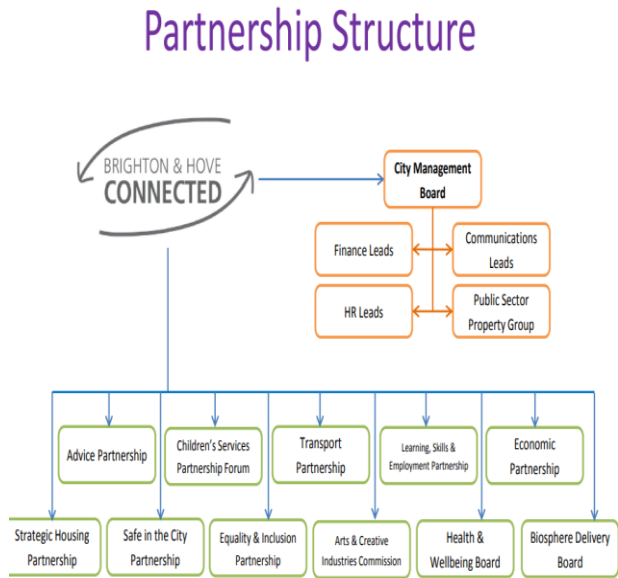 Partnership Structure
BRIGHTON & HOVE
CONNECTED
City Management
Board
Finance Leads
Communications
Leads
HR Leads
Public Sector
Property Group
Advice Partnership
Children's Services
Partnership Forum
Transport
Partnership
Learning, Skills &
Employment Partnership
Economic
Partnership
Strategic Housing
Partnership
Safe in the City
Partnership
Equality & Inclusion
Partnership
Arts & Creative
Industries Commission
Health &
Wellbeing Board
Biosphere Delivery
Board